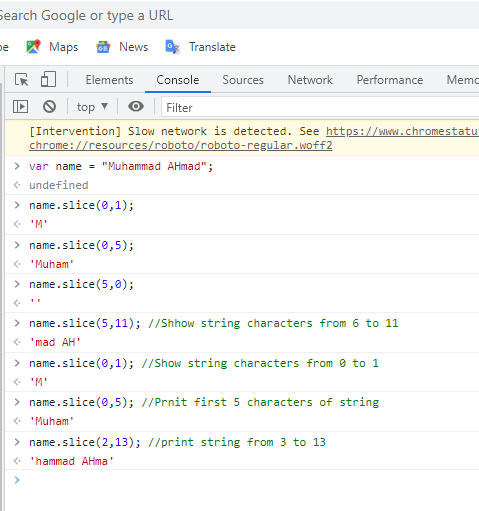 Search Google or type a URL
be Maps News Translate
Elements Console Sources Network Performance Memo
top Filter
[Intervention] Slow network is detected. See https://www.chromestatu
chrome://resources/roboto/roboto-regular.woff2
> var name = "Muhammad AHmad";
undefined
> name.slice(0,1);
'M'
> name.slice(0,5);
'Muham'
> name.slice(5,0);
''
> name.slice(5,11); //Shhow string characters from 6 to 11
'mad AH'
> name.slice(0,1); //Show string characters from 0 to 1
'M'
> name.slice(0,5); //Prnit first 5 characters of string
'Muham'
> name.slice(2,13); //print string from 3 to 13
'hammad AHma'
>